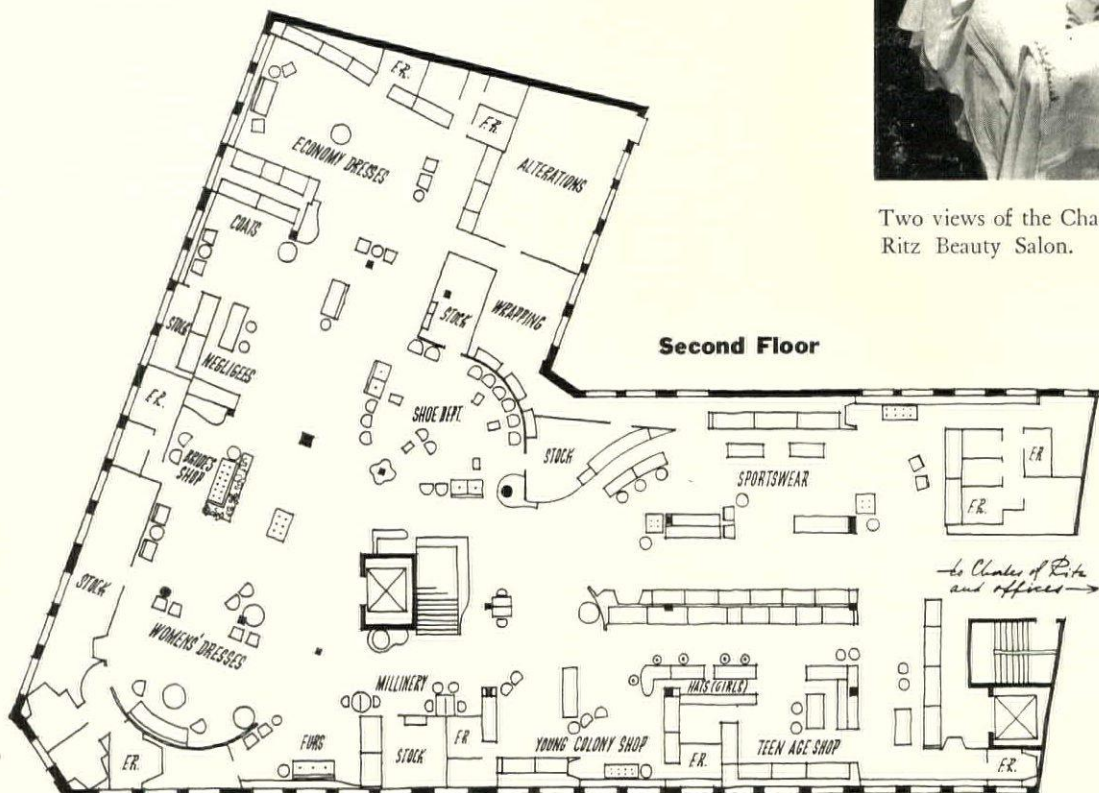 Two views of the Cha
Ritz Beauty Salon.
Second Floor
F.R.
F.R.
ECONOMY DRESSES
ALTERATIONS
COATS
STOCK
WRAPPING
STOCK
NEGLIGEES
F.R.
SHOE DEPT.
BRIDES
SHOP
STOCK
SPORTSWEAR
F.R.
F.R.
to Charles of Ritz
and offices
STOCK
WOMENS' DRESSES
MILLINERY
HATS (GIRLS)
FURS
STOCK
F.R.
YOUNG COLONY SHOP
F.R.
TEEN AGE SHOP
F.R.
F.R.